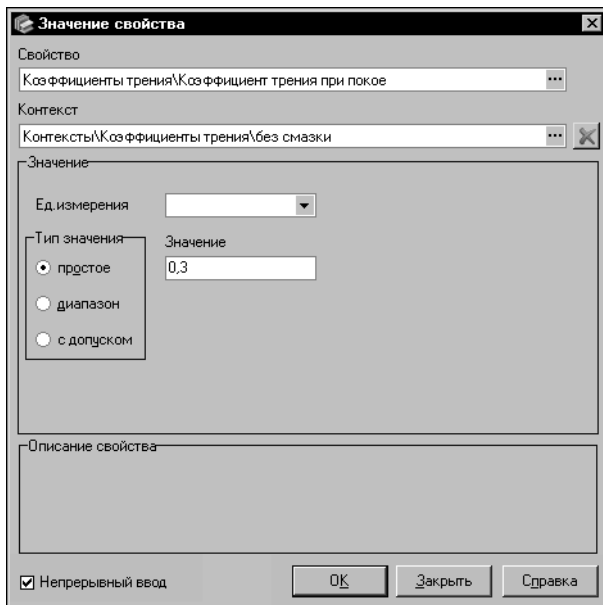 Значение свойства
Свойство
Коэффициенты трения\Коэффициент трения при покое
Контекст
Контексты\Коэффициенты трения\без смазки
Значение
Ед.измерения
Тип значения
Значение
простое
0,3
диапазон
с допуском
Описание свойства
Непрерывный ввод
OK
Закрыть
Справка